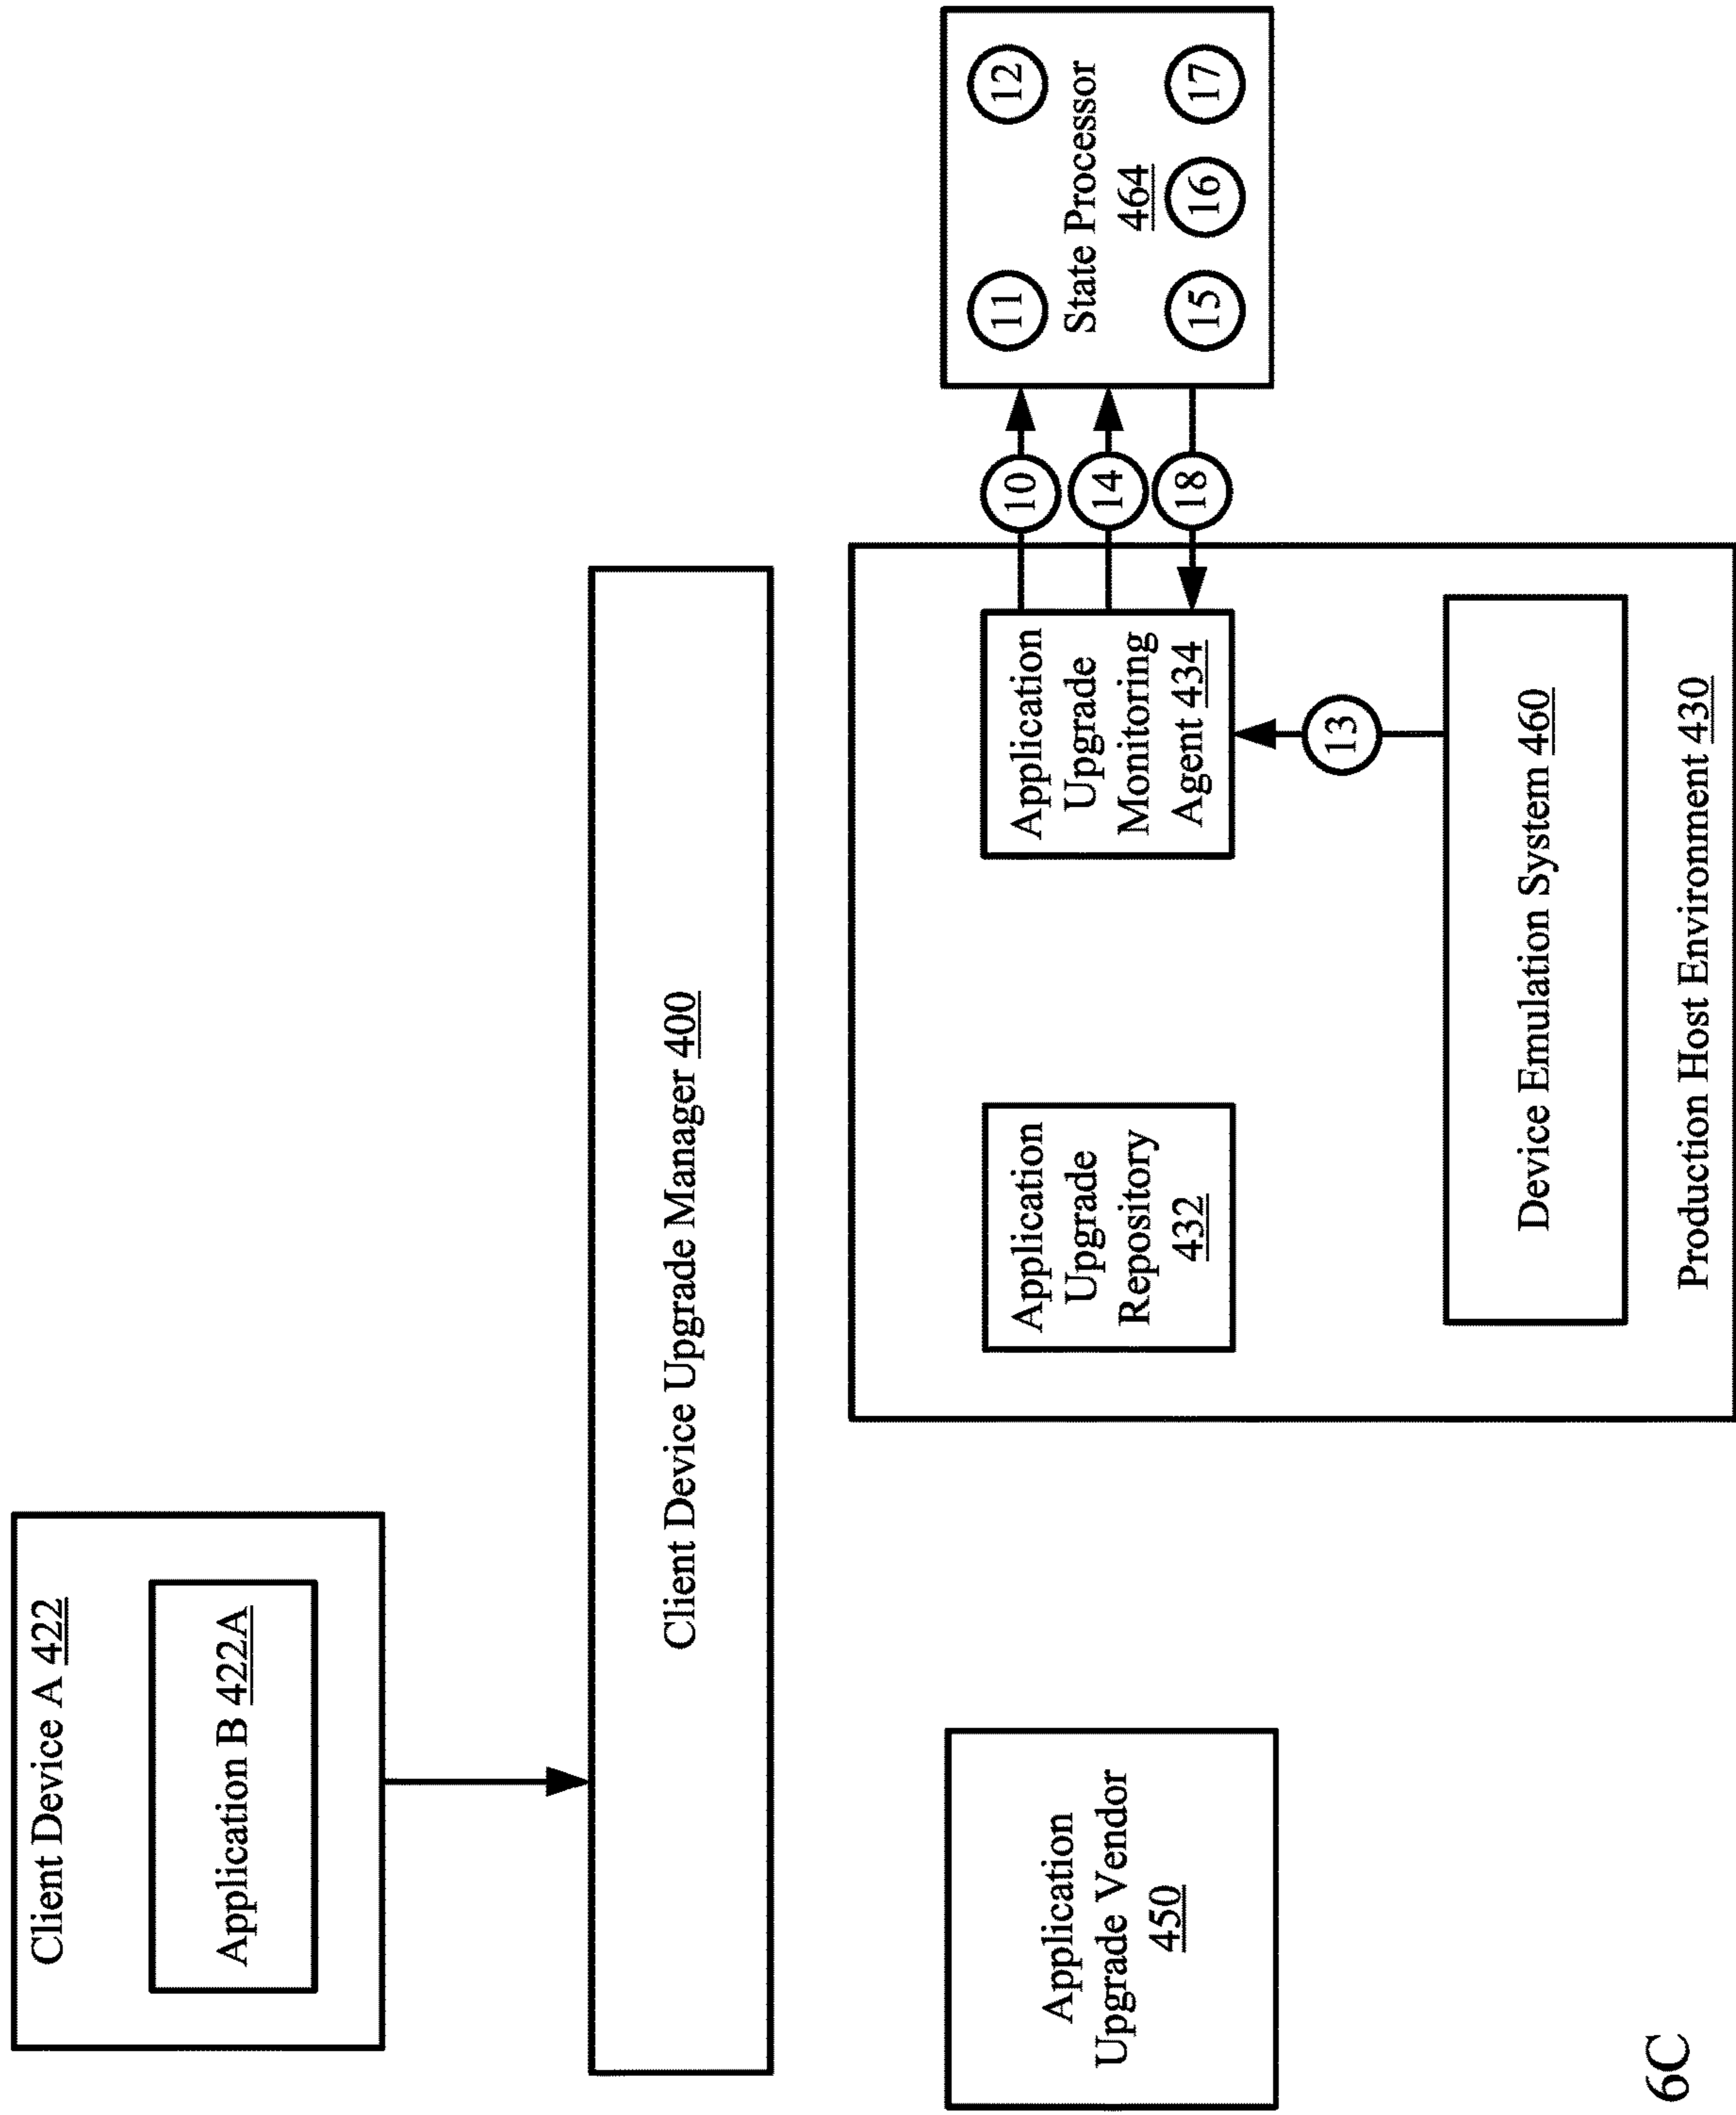 Client Device A 422
Application B 422A
Client Device Upgrade Manager 400
Application
Upgrade Vendor
450
Application
Upgrade
Repository
432
Application
Upgrade
Monitoring
Agent 434
10
14
18
11
12
State Processor
464
15
16
17
13
Device Emulation System 460
Production Host Environment 430
6C